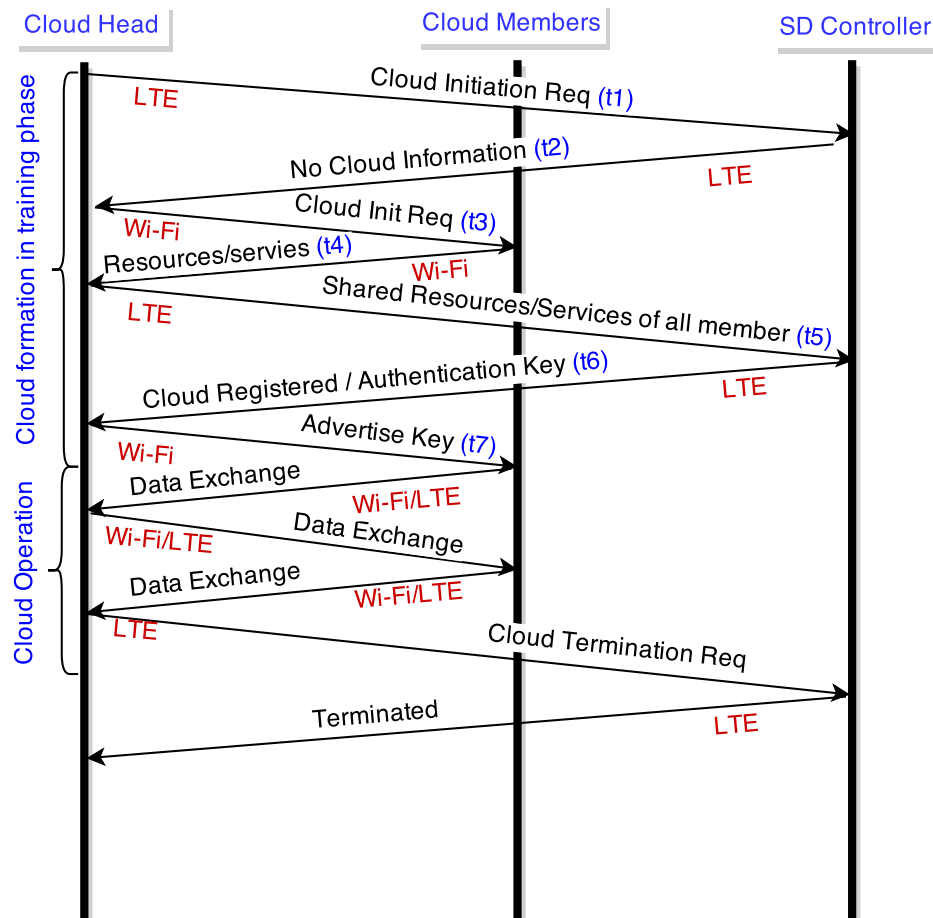 Cloud Head
Cloud Members
SD Controller
Cloud formation in training phase
Cloud Initiation Req (t1)
LTE
No Cloud Information (t2)
LTE
Cloud Init Req (t3)
Wi-Fi
Resources/servies (t4)
Wi-Fi
Shared Resources/Services of all member (t5)
LTE
Cloud Registered / Authentication Key (t6)
LTE
Advertise Key (t7)
Wi-Fi
Cloud Operation
Data Exchange
Wi-Fi/LTE
Data Exchange
Wi-Fi/LTE
Data Exchange
Wi-Fi/LTE
Cloud Termination Req
LTE
Terminated
LTE